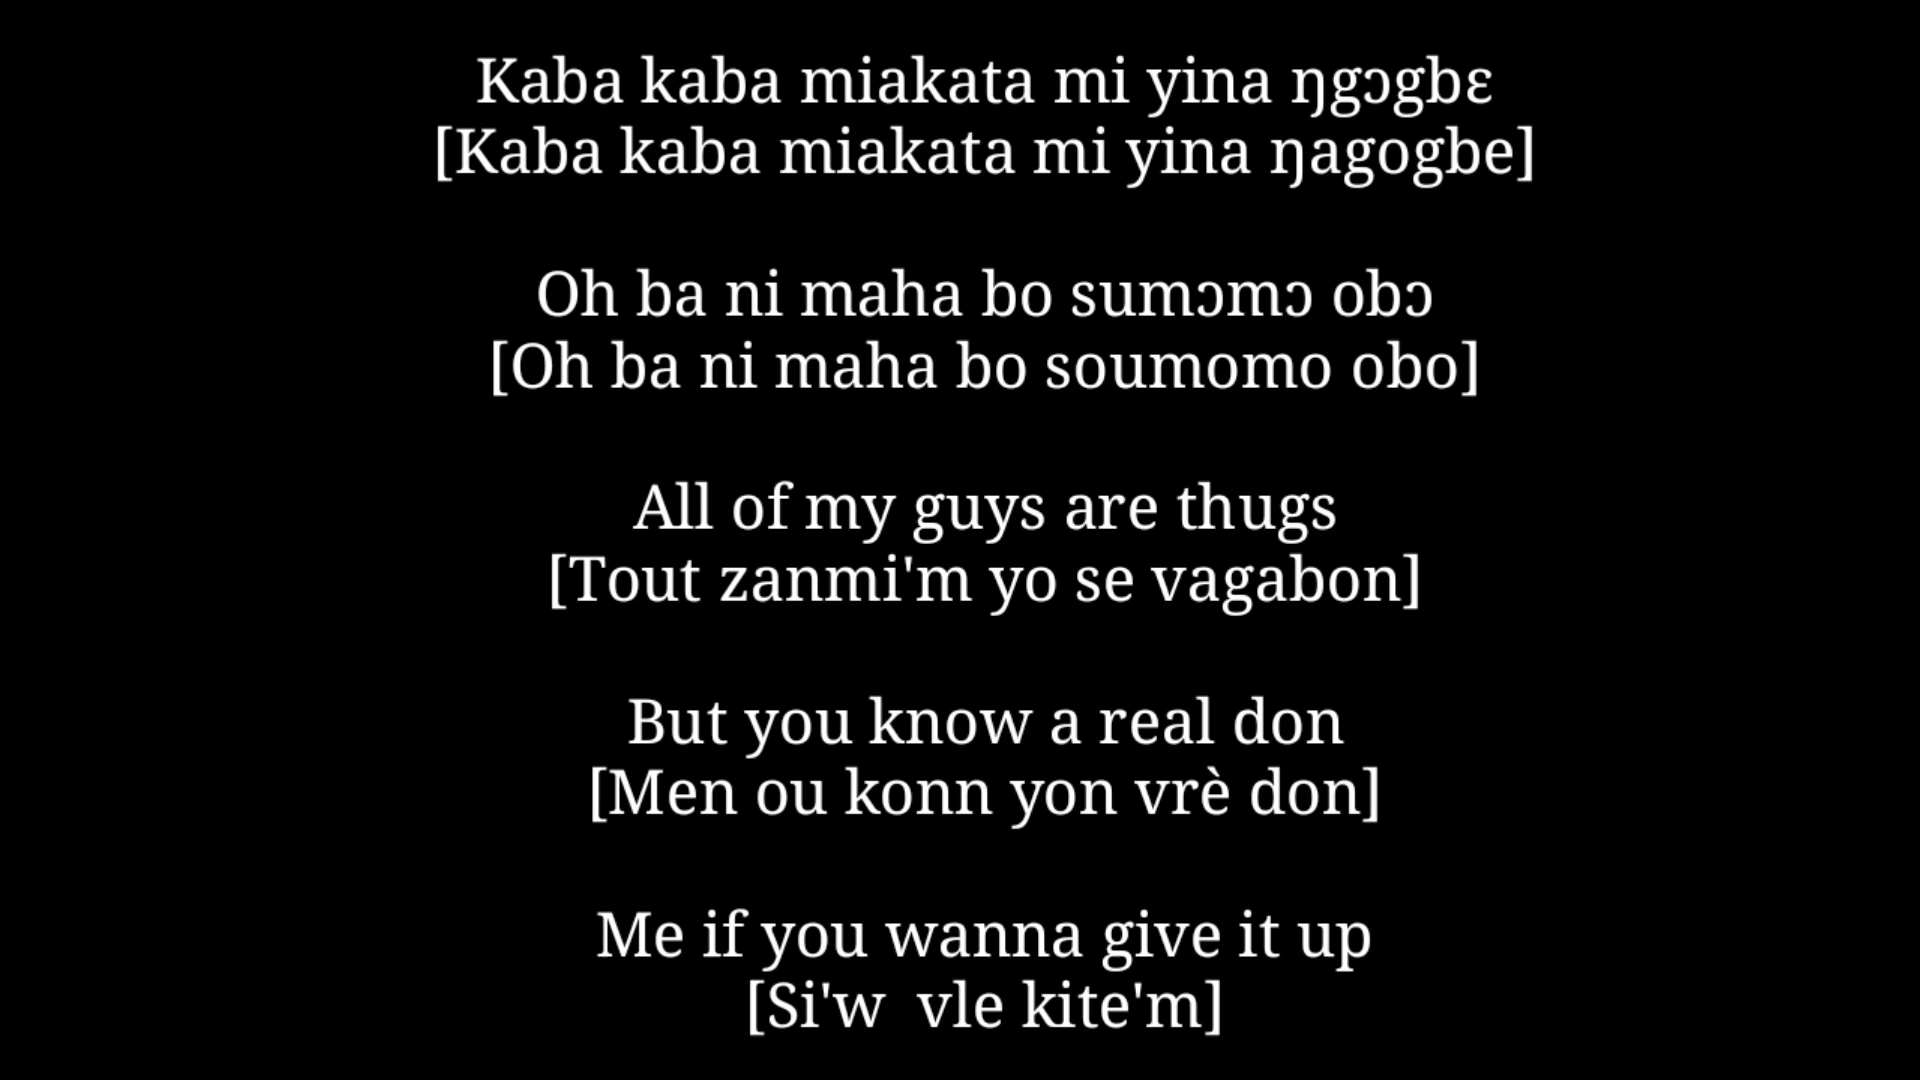 Kaba kaba miakata mi yina ŋgɔgbɛ
[Kaba kaba miakata mi yina ŋagogbe]
Oh ba ni maha bo sumɔmɔ obɔ
[Oh ba ni maha bo soumomo obo]
All of my guys are thugs
[Tout zanmi'm yo se vagabon]
But you know a real don
[Men ou konn yon vrè don]
Me if you wanna give it up
[Si'w  vle kite'm]